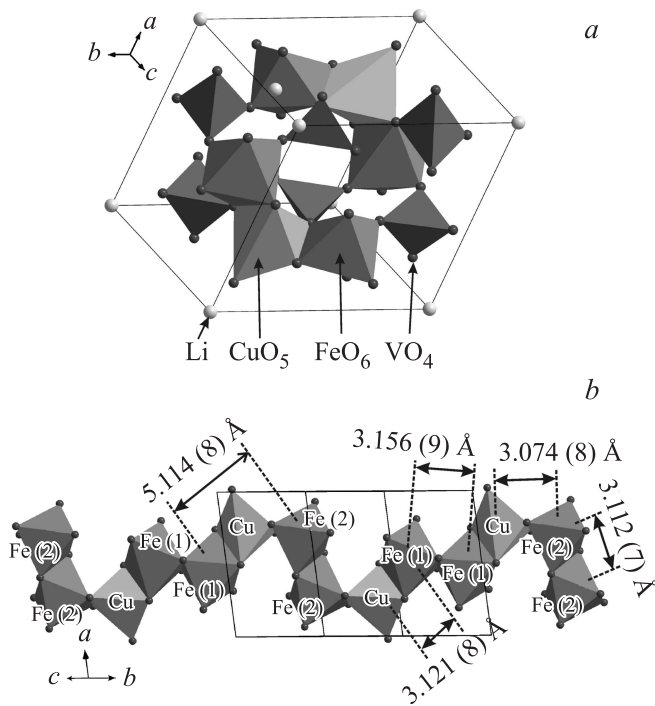 a
a
b
c
Li CuO5 FeO6 VO4
b
5.114 (8) Å
3.156 (9) Å
3.074 (8) Å
3.112 (7) Å
3.121 (8) Å
Fe (2)
Fe (2)
Cu
Fe (1)
Fe (1)
Cu
Fe (2)
Fe (2)
Cu
Fe (1)
Fe (1)
Cu
Fe (2)
Fe (2)
a
c
b